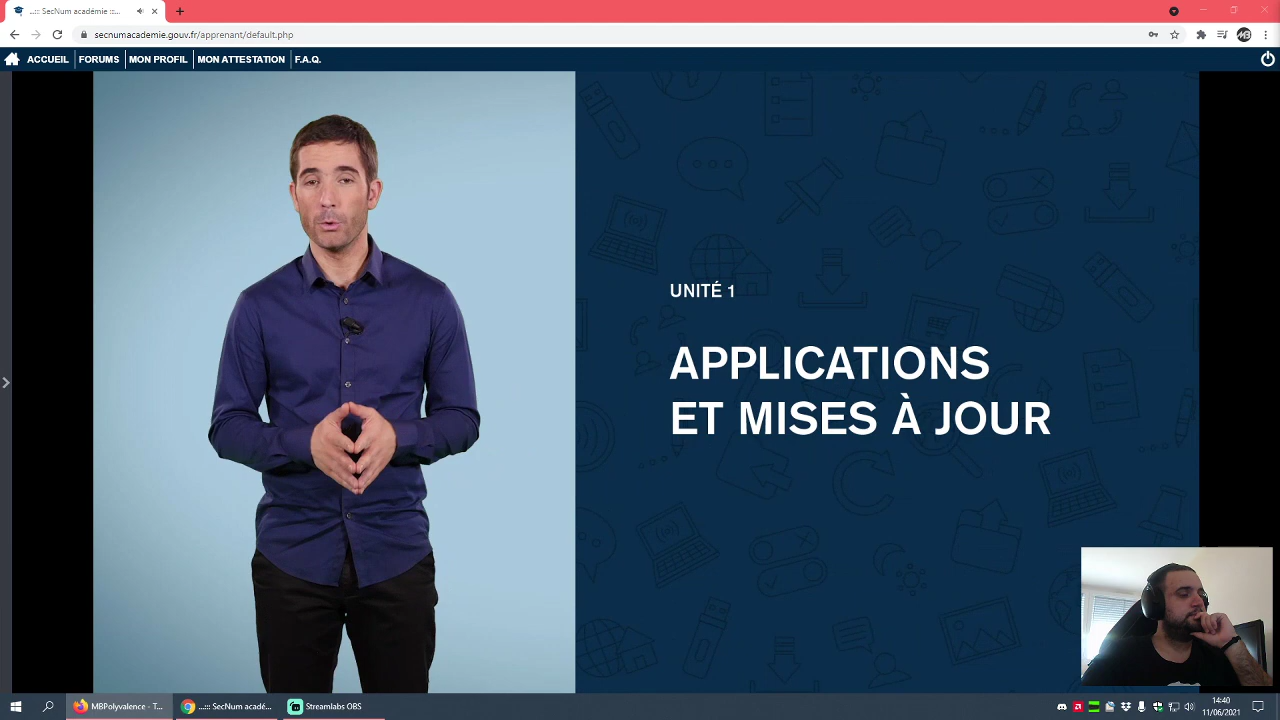 ...:: SecNum académie ::...
secnumacademie.gouv.fr/apprenant/default.php
ACCUEIL
FORUMS
MON PROFIL
MON ATTESTATION
F.A.Q.
UNITÉ 1
APPLICATIONS
ET MISES À JOUR
MBPolyvalence - T...
...:: SecNum acadé...
Streamlabs OBS
14:40
11/06/2021